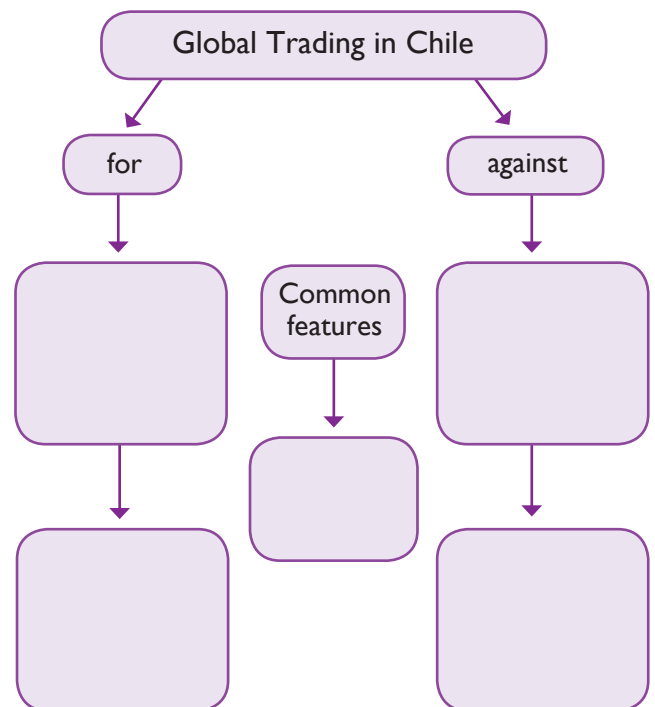 Global Trading in Chile
for
against
Common
features